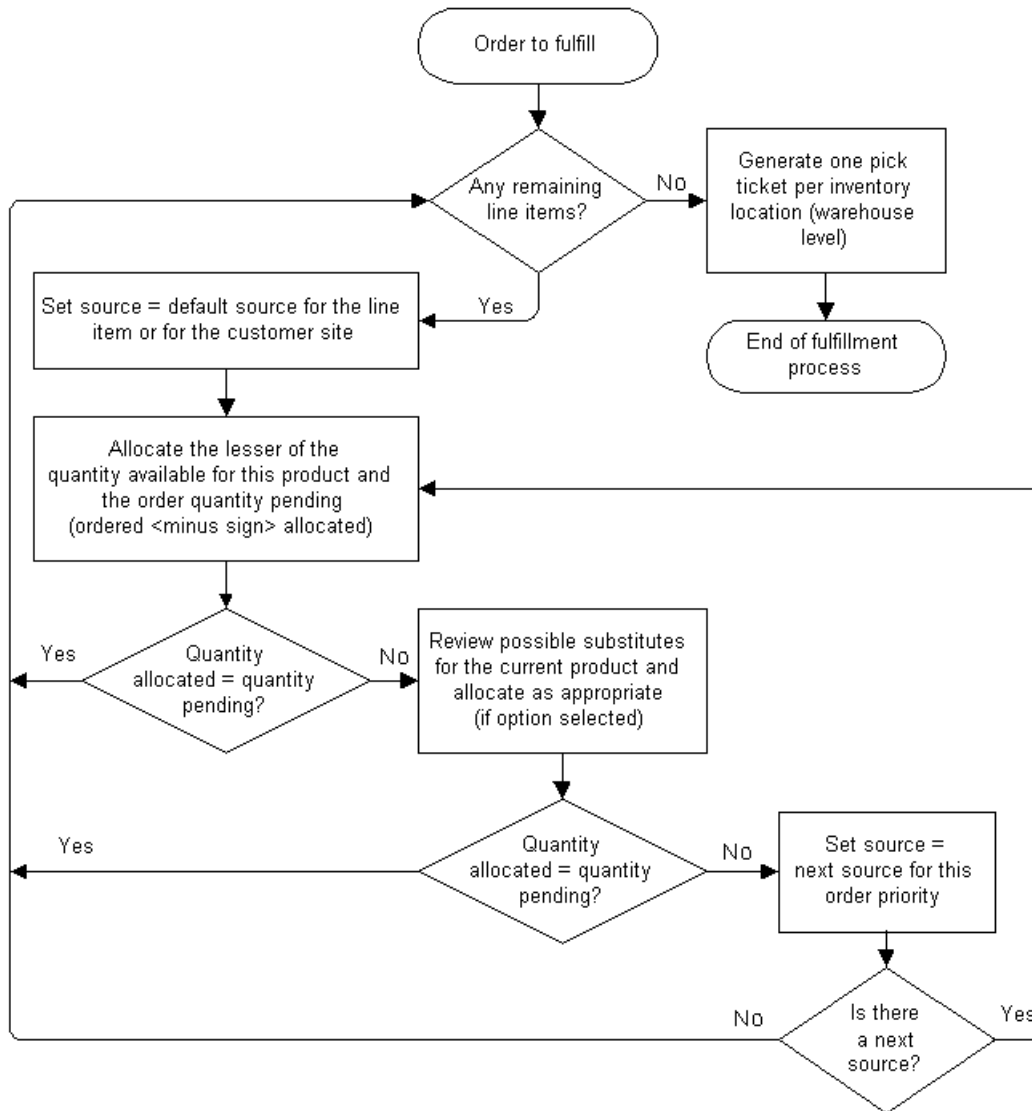 Order to fulfill
Any remaining
line items?
No
Generate one pick
ticket per inventory
location (warehouse
level)
Yes
Set source = default source for the line
item or for the customer site
End of fulfillment
process
Allocate the lesser of the
quantity available for this product and
the order quantity pending
(ordered <minus sign> allocated)
Yes
Quantity
allocated = quantity
pending?
No
Review possible substitutes
for the current product and
allocate as appropriate
(if option selected)
Yes
Quantity
allocated = quantity
pending?
No
Set source =
next source for this
order priority
No
Is there
a next
source?
Yes